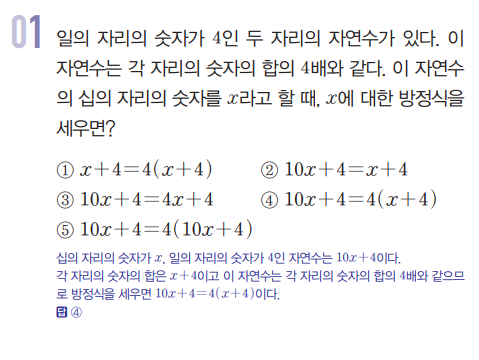 01
일의 자리의 숫자가 4인 두 자리의 자연수가 있다. 이
자연수는 각 자리의 숫자의 합의 4배와 같다. 이 자연수
의 십의 자리의 숫자를 x라고 할 때, x에 대한 방정식을
세우면?
① x+4=4(x+4) ② 10x+4=x+4
③ 10x+4=4x+4 ④ 10x+4=4(x+4)
⑤ 10x+4=4(10x+4)
십의 자리의 숫자가 x, 일의 자리의 숫자가 4인 자연수는 10x+4이다.
각 자리의 숫자의 합은 x+4이고 이 자연수는 각 자리의 숫자의 합의 4배와 같으므
로 방정식을 세우면 10x+4=4(x+4)이다.
답 ④